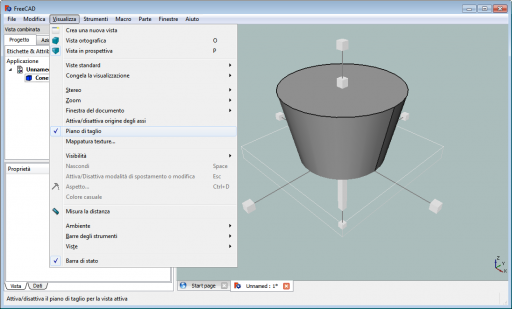 FreeCAD
File Modifica Visualizza Strumenti Macro Parte Finestre Aiuto
Vista combinata
Progetto
Etichette & Attrib
Applicazione
Unnamed
Cone
Crea una nuova vista
Vista ortografica O
Vista in prospettiva P
Viste standard
Congela la visualizzazione
Stereo
Zoom
Finestra del documento
Attiva/disattiva origine degli assi
Piano di taglio
Mappatura texture...
Visibilità
Nascondi Space
Attiva/Disattiva modalità di spostamento o modifica Esc
Aspetto... Ctrl+D
Colore casuale
Misura la distanza
Ambiente
Barre degli strumenti
Viste
Barra di stato
Proprietà
Vista Dati
Start page
Unnamed : 1*
Z
Y
X
Attiva/disattiva il piano di taglio per la vista attiva